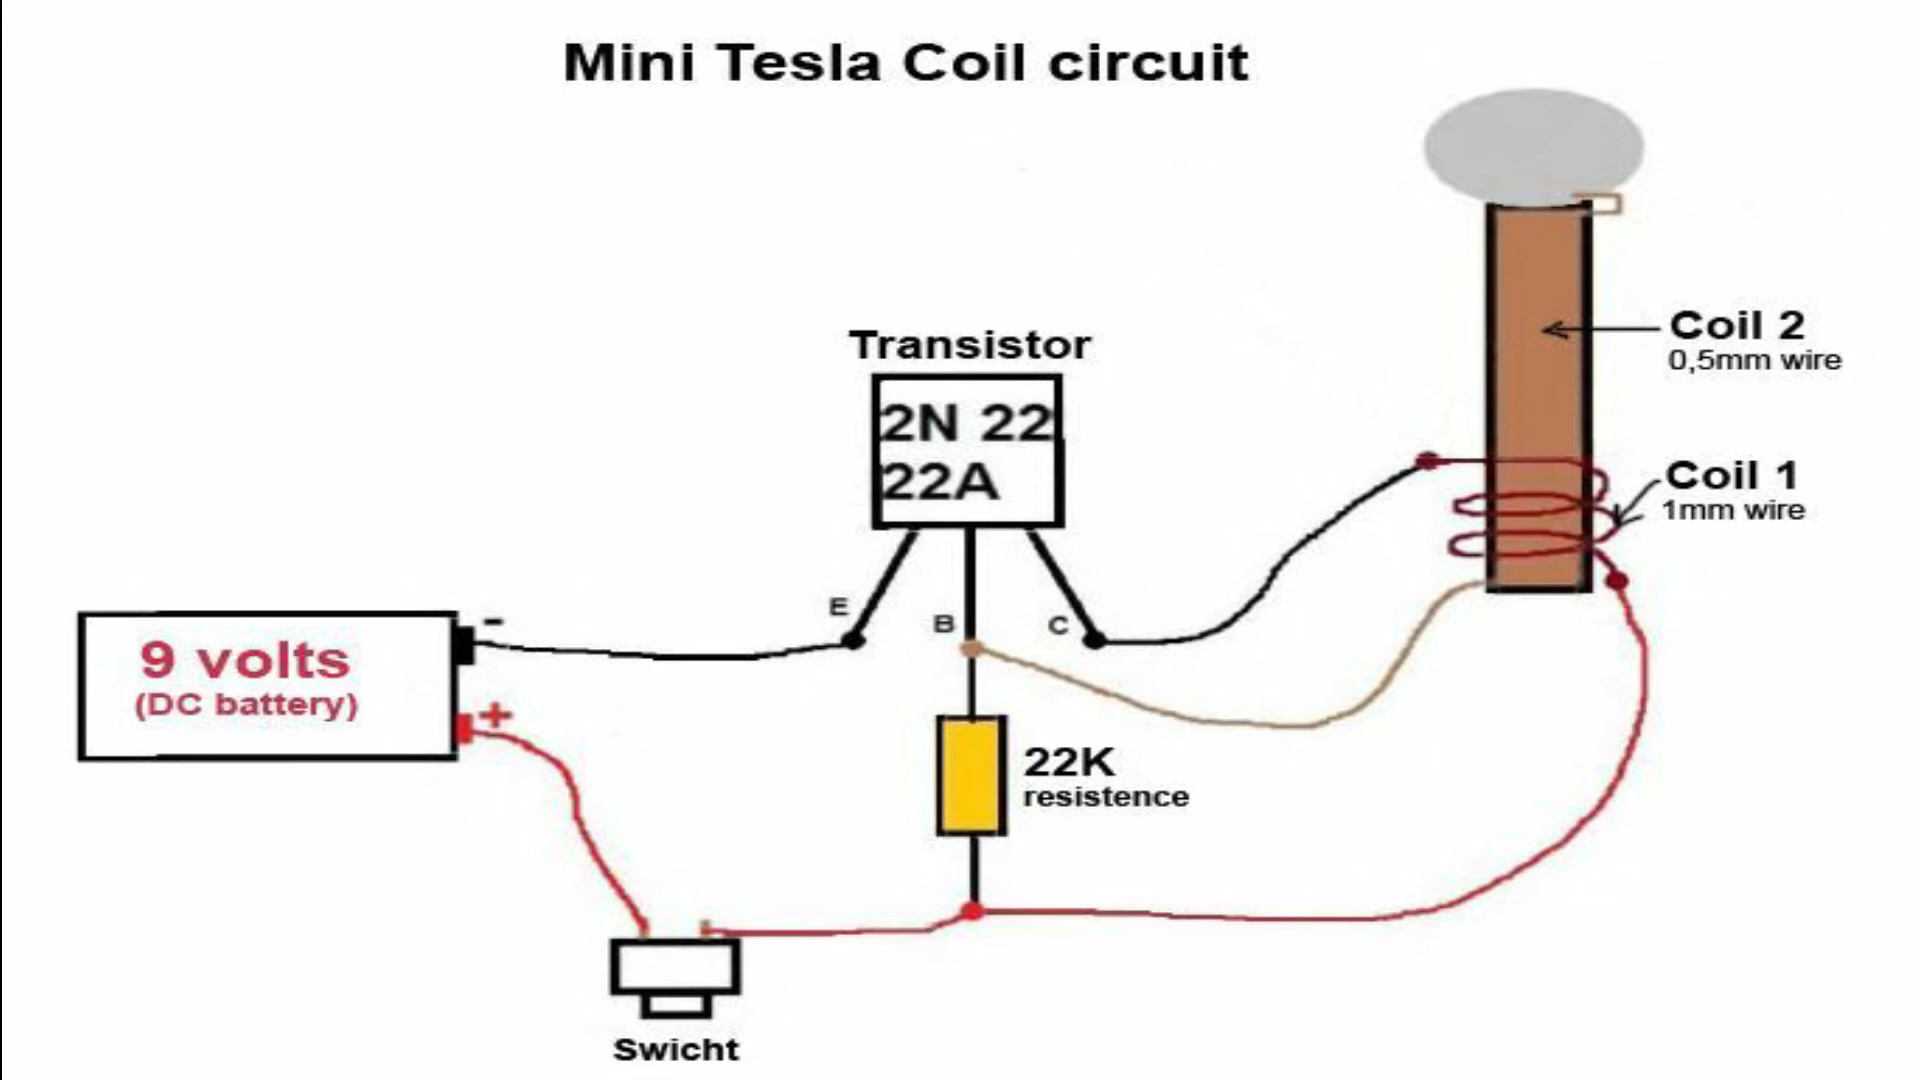 Mini Tesla Coil circuit
Transistor
2N 22
22A
E
B
C
9 volts
(DC battery)
-
+
22K
resistence
Swicht
Coil 2
0,5mm wire
Coil 1
1mm wire